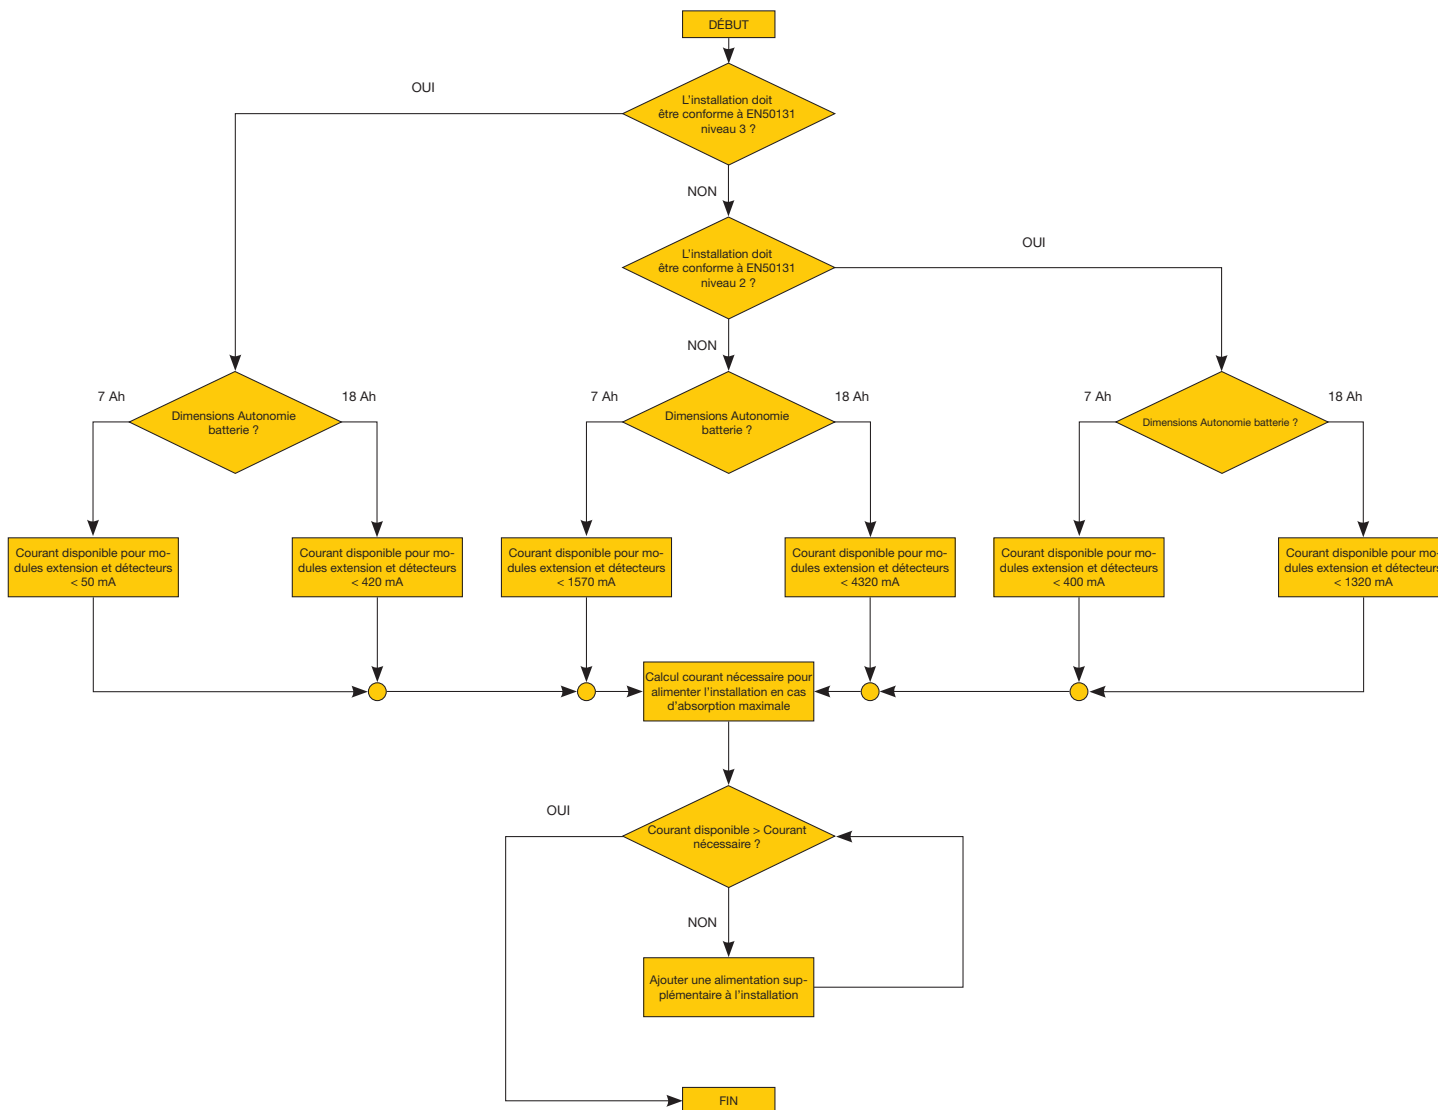 DÉBUT
OUI
L'installation doit
être conforme à EN50131
niveau 3 ?
NON
L'installation doit
être conforme à EN50131
niveau 2 ?
OUI
NON
7 Ah
Dimensions Autonomie
batterie ?
18 Ah
7 Ah
Dimensions Autonomie
batterie ?
18 Ah
7 Ah
Dimensions Autonomie batterie ?
18 Ah
Courant disponible pour mo-
dules extension et détecteurs
< 50 mA
Courant disponible pour mo-
dules extension et détecteurs
< 420 mA
Courant disponible pour mo-
dules extension et détecteurs
< 1570 mA
Courant disponible pour mo-
dules extension et détecteurs
< 4320 mA
Courant disponible pour mo-
dules extension et détecteurs
< 400 mA
Courant disponible pour mo-
dules extension et détecteurs
< 1320 mA
Calcul courant nécessaire pour
alimenter l'installation en cas
d'absorption maximale
OUI
Courant disponible > Courant
nécessaire ?
NON
Ajouter une alimentation sup-
plémentaire à l'installation
FIN